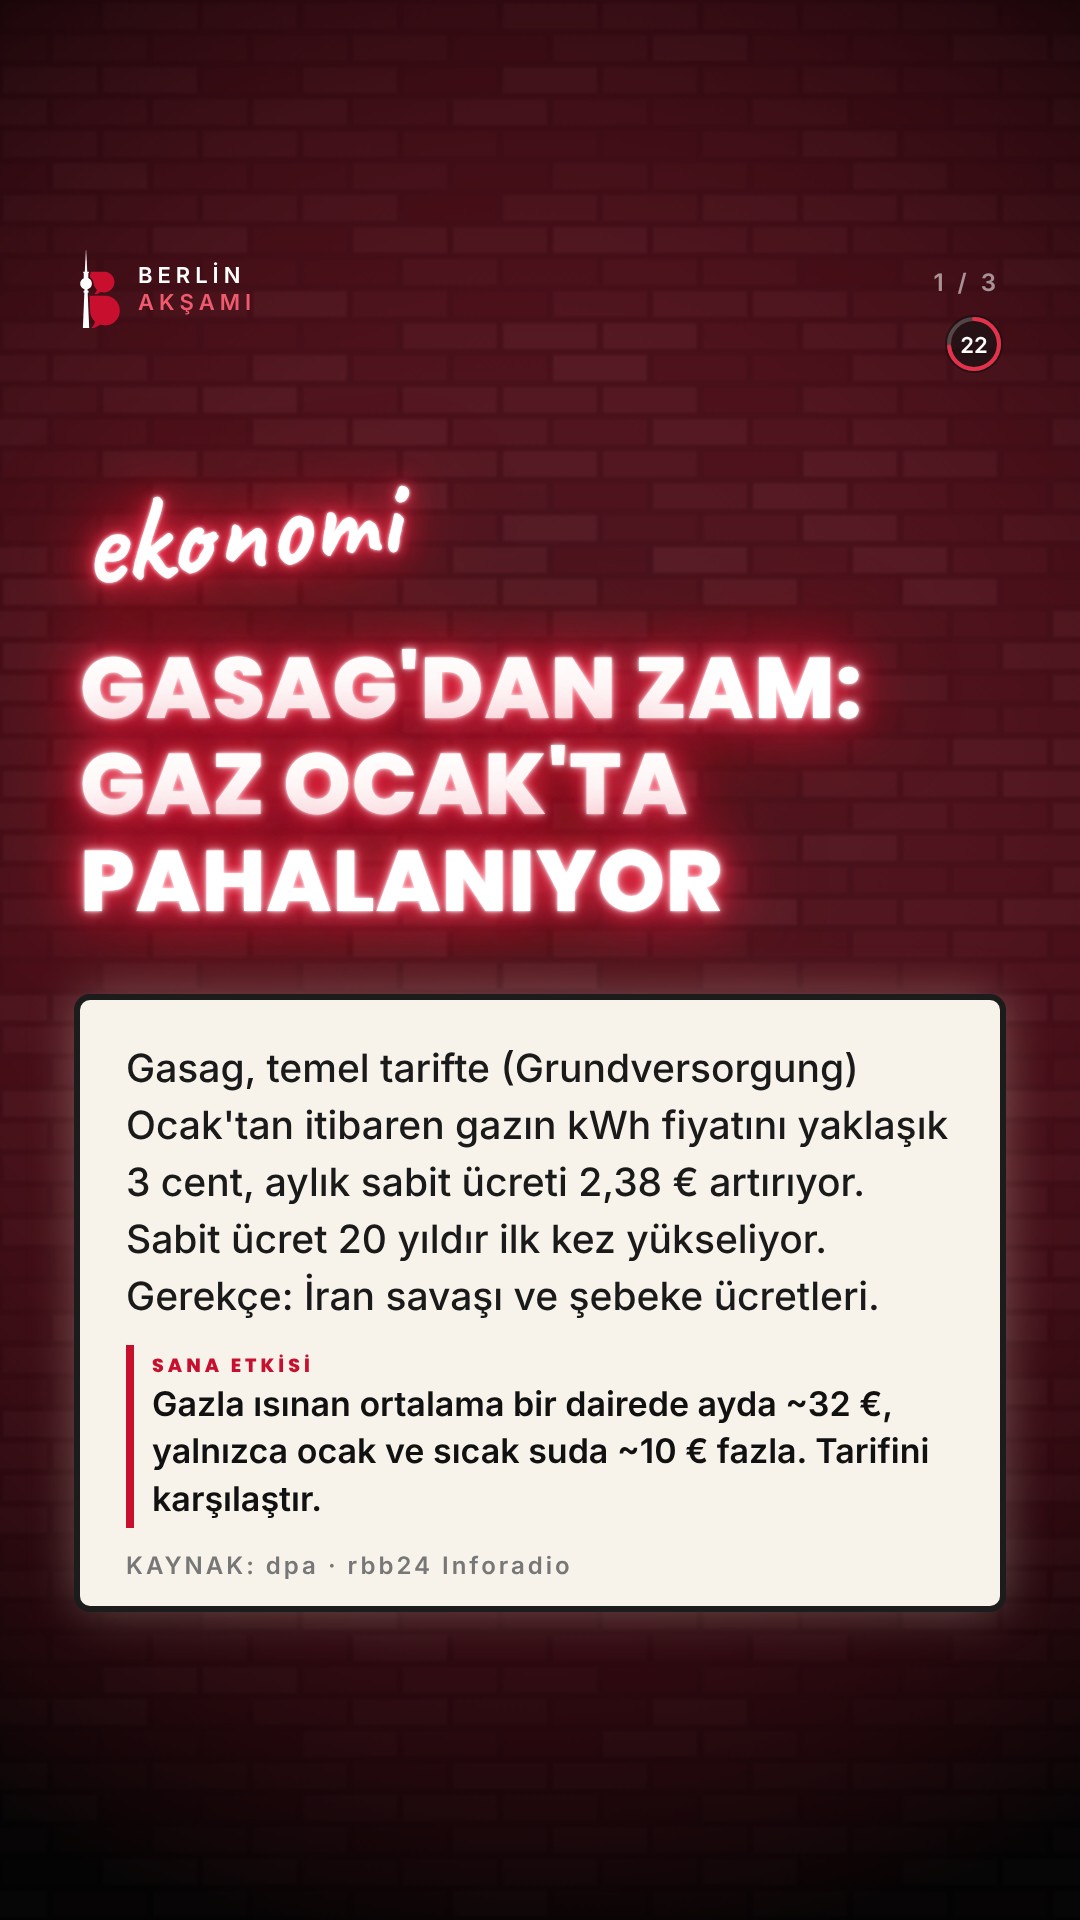 BERLİN
AKŞAMI
1 / 3
22
ekonomi
GASAG'DAN ZAM:
GAZ OCAK'TA
PAHALANIYOR
Gasag, temel tarifte (Grundversorgung)
Ocak'tan itibaren gazın kWh fiyatını yaklaşık
3 cent, aylık sabit ücreti 2,38 € artırıyor.
Sabit ücret 20 yıldır ilk kez yükseliyor.
Gerekçe: İran savaşı ve şebeke ücretleri.
SANA ETKİSİ
Gazla ısınan ortalama bir dairede ayda ~32 €,
yalnızca ocak ve sıcak suda ~10 € fazla. Tarifini
karşılaştır.
KAYNAK: dpa · rbb24 Inforadio